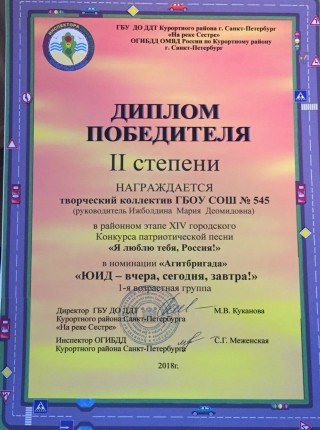 ГБУ ДО ДДТ Курортного района г. Санкт-Петербург
«На реке Сестре»
ОГИБДД ОМВД России по Курортному району
г. Санкт-Петербург
ДИПЛОМ
ПОБЕДИТЕЛЯ
II степени
НАГРАЖДАЕТСЯ
творческий коллектив ГБОУ СОШ № 545
(руководитель Ижболдина Мария Деомидовна)
в районном этапе XIV городского
Конкурса патриотической песни
«Я люблю тебя, Россия!»
в номинации «Агитбригада»
«ЮИД – вчера, сегодня, завтра!»
1-я возрастная группа
Директор ГБУ ДО ДДТ М.В. Куканова
Курортного района Санкт-Петербурга
«На реке Сестре»
Инспектор ОГИБДД С.Г. Меженская
Курортного района Санкт-Петербурга
2018г.